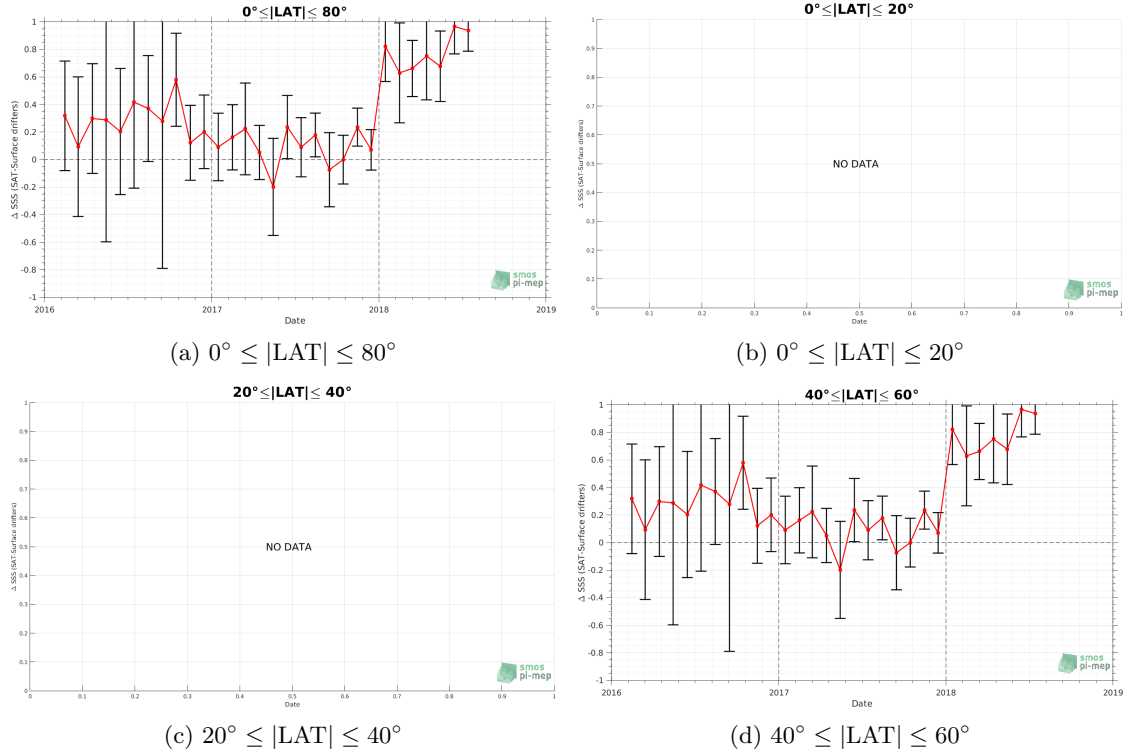 0°≤|LAT|≤ 80°
Δ SSS (SAT-Surface drifters)
1
0.8
0.6
0.4
0.2
0
-0.2
-0.4
-0.6
-0.8
-1
2016
2017
2018
2019
Date
smos
pi-mep
(a) 0° ≤ |LAT| ≤ 80°
0°≤|LAT|≤ 20°
Δ SSS (SAT-Surface drifters)
1
0.9
0.8
0.7
0.6
0.5
0.4
0.3
0.2
0.1
0
NO DATA
0
0.1
0.2
0.3
0.4
0.5
0.6
0.7
0.8
0.9
1
Date
smos
pi-mep
(b) 0° ≤ |LAT| ≤ 20°
20°≤|LAT|≤ 40°
Δ SSS (SAT-Surface drifters)
1
0.9
0.8
0.7
0.6
0.5
0.4
0.3
0.2
0.1
0
NO DATA
0
0.1
0.2
0.3
0.4
0.5
0.6
0.7
0.8
0.9
1
Date
smos
pi-mep
(c) 20° ≤ |LAT| ≤ 40°
40°≤|LAT|≤ 60°
Δ SSS (SAT-Surface drifters)
1
0.8
0.6
0.4
0.2
0
-0.2
-0.4
-0.6
-0.8
-1
2016
2017
2018
2019
Date
smos
pi-mep
(d) 40° ≤ |LAT| ≤ 60°